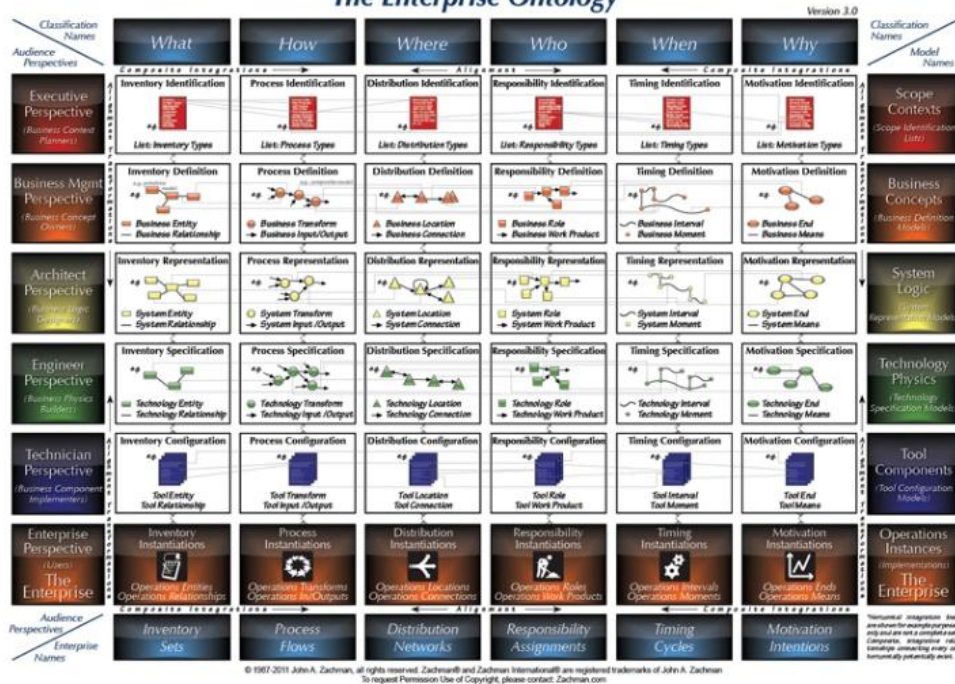 The Enterprise Ontology
Version 3.0
Classification Names
Audience Perspectives
What
How
Where
Who
When
Why
Classification Names
Model Names
Composite Integrations
Alignment
Composite Integrations
Alignment
Transformations
Alignment
Transformations
Executive Perspective
(Business Context Planners)
Inventory Identification
e.g.
List: Inventory Types
Process Identification
e.g.
List: Process Types
Distribution Identification
e.g.
List: Distribution Types
Responsibility Identification
e.g.
List: Responsibility Types
Timing Identification
e.g.
List: Timing Types
Motivation Identification
e.g.
List: Motivation Types
Scope Contexts
(Scope Identification Lists)
Business Mgmt Perspective
(Business Concept Owners)
Inventory Definition
Business Entity
Business Relationship
Process Definition
Business Transform
Business Input/Output
Distribution Definition
Business Location
Business Connection
Responsibility Definition
e.g.
Business Role
Business Work Product
Timing Definition
e.g.
Business Interval
Business Moment
Motivation Definition
e.g.
Business End
Business Means
Business Concepts
(Business Definition Models)
Architect Perspective
(Business Logic Designers)
Inventory Representation
e.g.
System Entity
System Relationship
Process Representation
e.g.
System Transform
System Input /Output
Distribution Representation
e.g.
System Location
System Connection
Responsibility Representation
e.g.
System Role
System Work Product
Timing Representation
e.g.
System Interval
System Moment
Motivation Representation
e.g.
System End
System Means
System Logic
(System Representation Models)
Engineer Perspective
(Business Physics Builders)
Inventory Specification
e.g.
Technology Entity
Technology Relationship
Process Specification
e.g.
Technology Transform
Technology Input /Output
Distribution Specification
e.g.
Technology Location
Technology Connection
Responsibility Specification
e.g.
Technology Role
Technology Work Product
Timing Specification
e.g.
Technology Interval
Technology Moment
Motivation Specification
e.g.
Technology End
Technology Means
Technology Physics
(Technology Specification Models)
Technician Perspective
(Business Component Implementers)
Inventory Configuration
e.g.
Tool Entity
Tool Relationship
Process Configuration
e.g.
Tool Transform
Tool Input /Output
Distribution Configuration
e.g.
Tool Location
Tool Connection
Responsibility Configuration
e.g.
Tool Role
Tool Work Product
Timing Configuration
e.g.
Tool Interval
Tool Moment
Motivation Configuration
e.g.
Tool End
Tool Means
Tool Components
(Tool Configuration Models)
Enterprise Perspective
(Users)
The Enterprise
Inventory Instantiations
Operations Entities
Operations Relationships
Process Instantiations
Operations Transforms
Operations In/Outputs
Distribution Instantiations
Operations Locations
Operations Connections
Responsibility Instantiations
Operations Roles
Operations Work Products
Timing Instantiations
Operations Intervals
Operations Moments
Motivation Instantiations
Operations Ends
Operations Means
Operations Instances
(Implementations)
The Enterprise
Composite Integrations
Alignment
Composite Integrations
Audience Perspectives
Enterprise Names
Inventory Sets
Process Flows
Distribution Networks
Responsibility Assignments
Timing Cycles
Motivation Intentions
© 1987-2011 John A. Zachman, all rights reserved. Zachman® and Zachman International® are registered trademarks of John A. Zachman
To request Permission Use of Copyright, please contact: Zachman.com